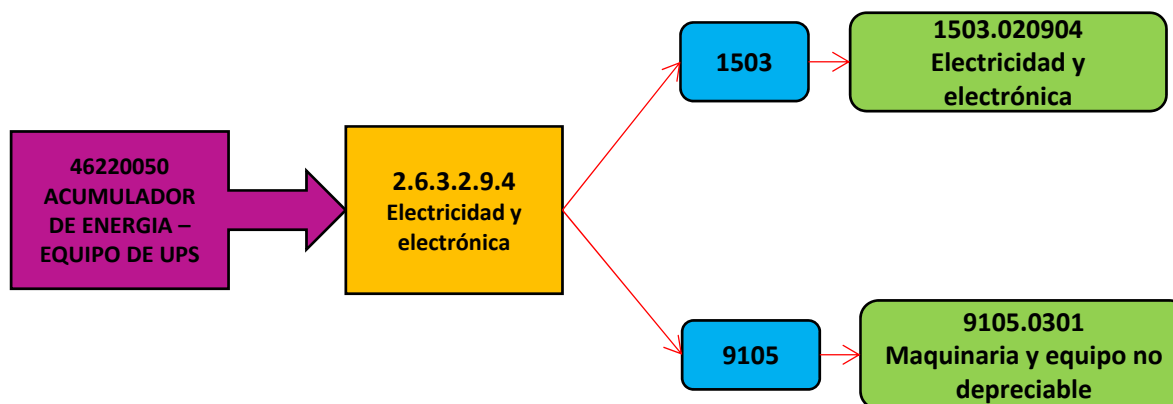 46220050
ACUMULADOR
DE ENERGIA –
EQUIPO DE UPS
2.6.3.2.9.4
Electricidad y
electrónica
1503
1503.020904
Electricidad y
electrónica
9105
9105.0301
Maquinaria y equipo no
depreciable